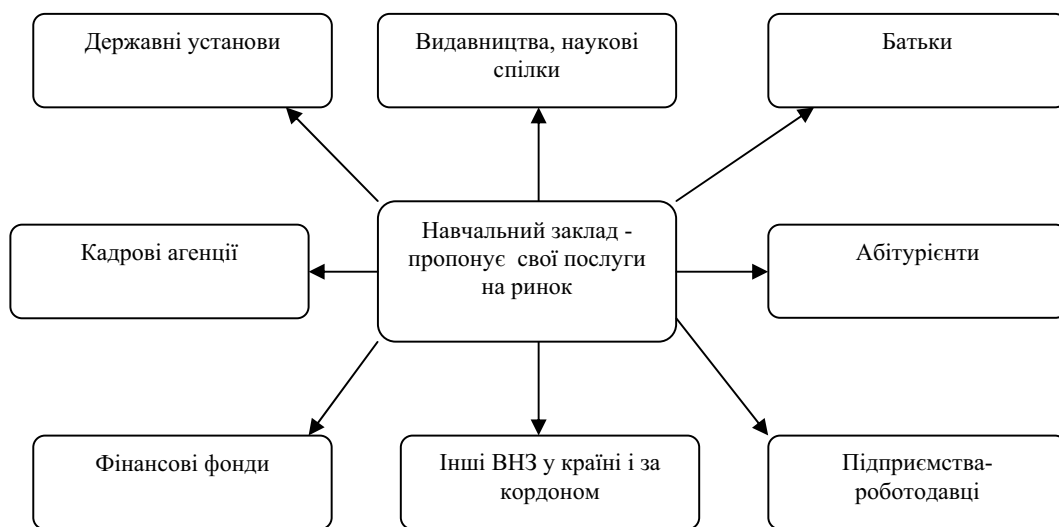 Державні установи
Видавництва, наукові
спілки
Батьки
Кадрові агенції
Навчальний заклад -
пропонує свої послуги
на ринок
Абітурієнти
Фінансові фонди
Інші ВНЗ у країні і за
кордоном
Підприємства-
роботодавці